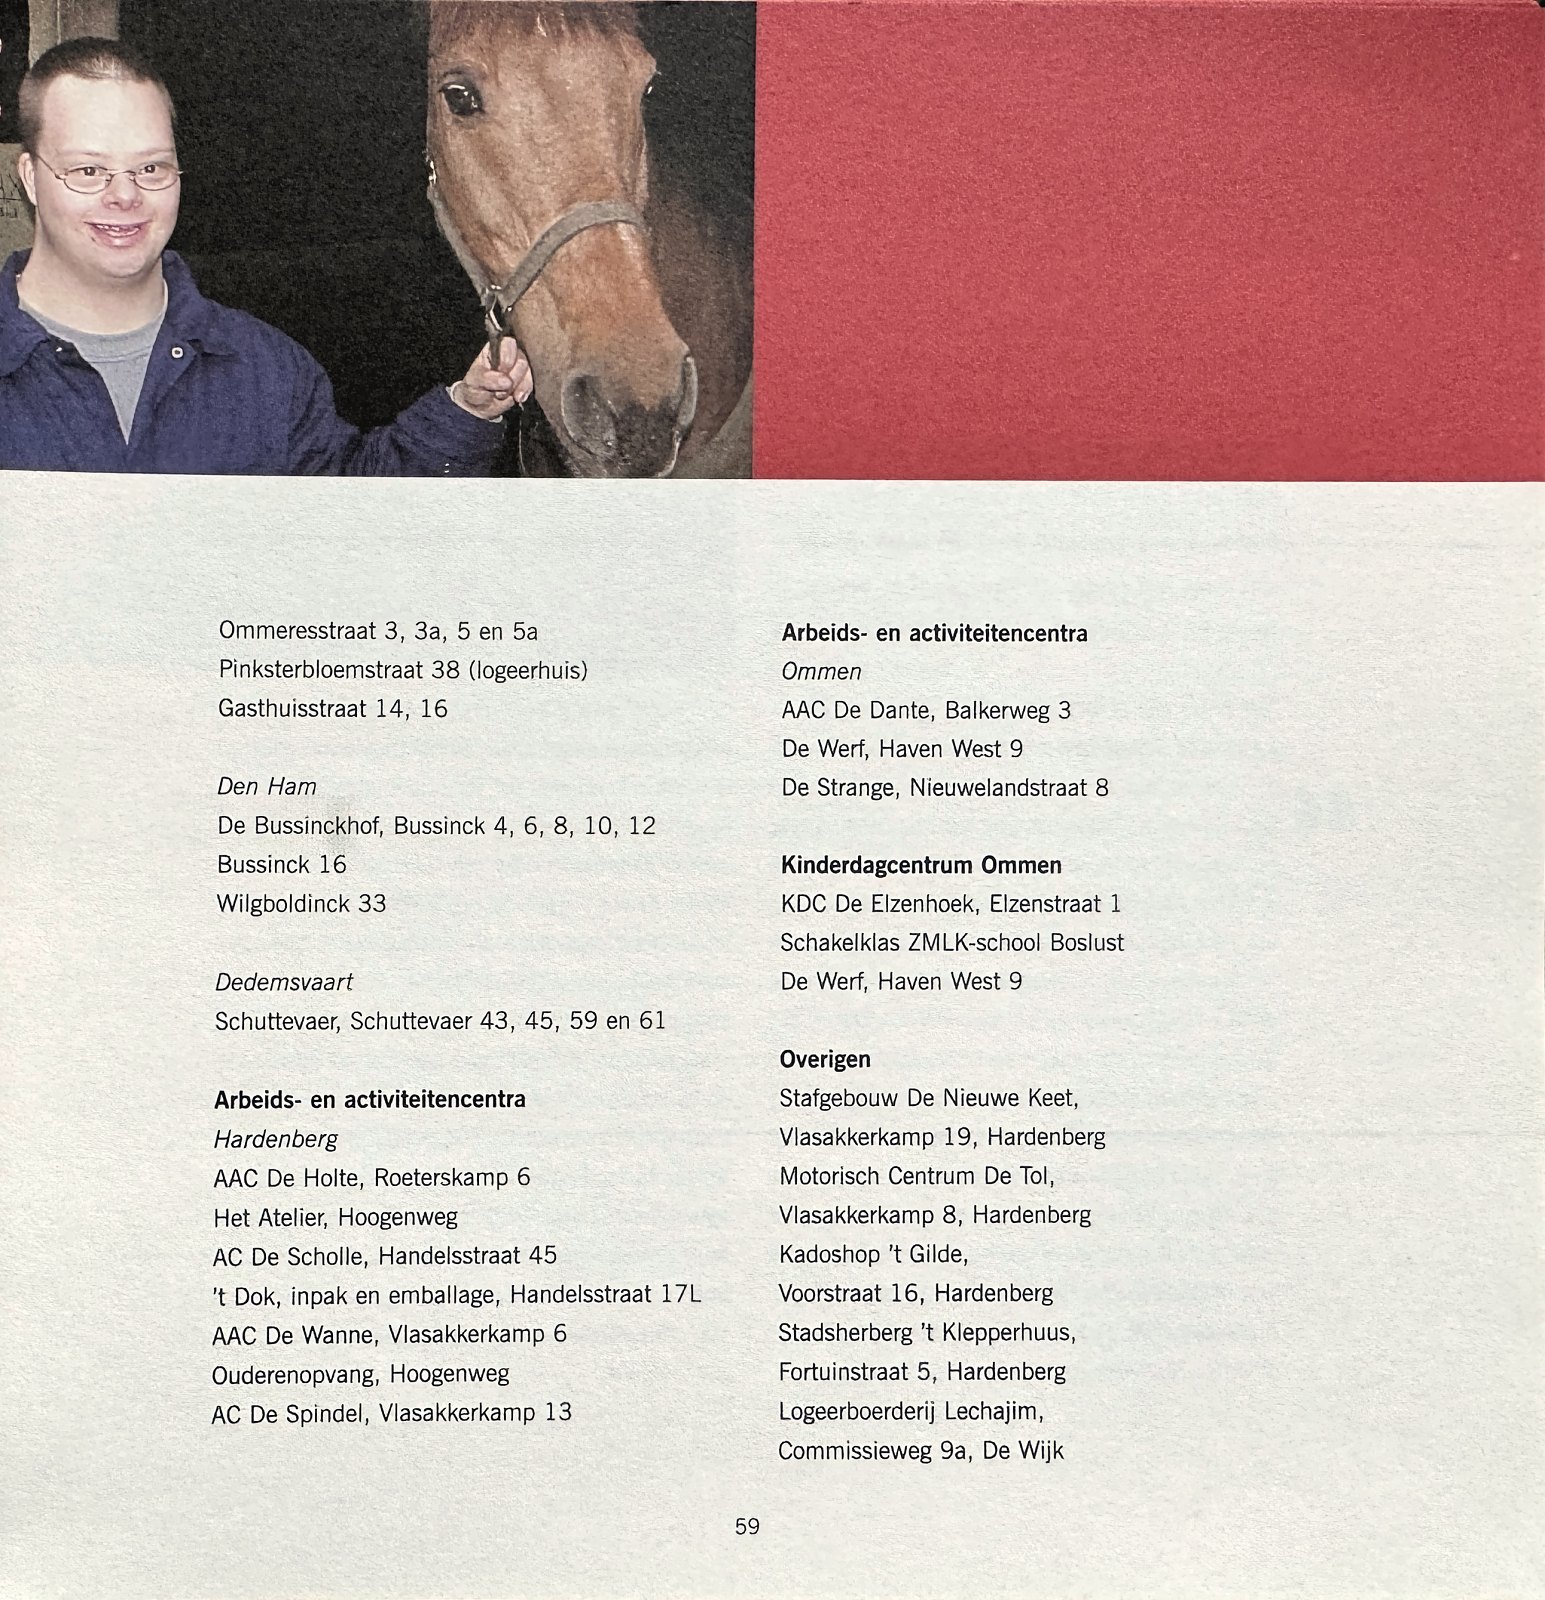 Ommeresstraat 3, 3a, 5 en 5a
Pinksterbloemstraat 38 (logeerhuis)
Gasthuisstraat 14, 16
Den Ham
De Bussinckhof, Bussinck 4, 6, 8, 10, 12
Bussinck 16
Wilgboldinck 33
Dedemsvaart
Schuttevaer, Schuttevaer 43, 45, 59 en 61
Arbeids- en activiteitencentra
Hardenberg
AAC De Holte, Roeterskamp 6
Het Atelier, Hoogenweg
AC De Scholle, Handelsstraat 45
't Dok, inpak en emballage, Handelsstraat 17L
AAC De Wanne, Vlasakkerkamp 6
Ouderenopvang, Hoogenweg
AC De Spindel, Vlasakkerkamp 13
Arbeids- en activiteitencentra
Ommen
AAC De Dante, Balkerweg 3
De Werf, Haven West 9
De Strange, Nieuwelandstraat 8
Kinderdagcentrum Ommen
KDC De Elzenhoek, Elzenstraat 1
Schakelklas ZMLK-school Boslust
De Werf, Haven West 9
Overigen
Stafgebouw De Nieuwe Keet,
Vlasakkerkamp 19, Hardenberg
Motorisch Centrum De Tol,
Vlasakkerkamp 8, Hardenberg
Kadoshop 't Gilde,
Voorstraat 16, Hardenberg
Stadsherberg 't Klepperhuus,
Fortuinstraat 5, Hardenberg
Logeerboerderij Lechajim,
Commissieweg 9a, De Wijk
59